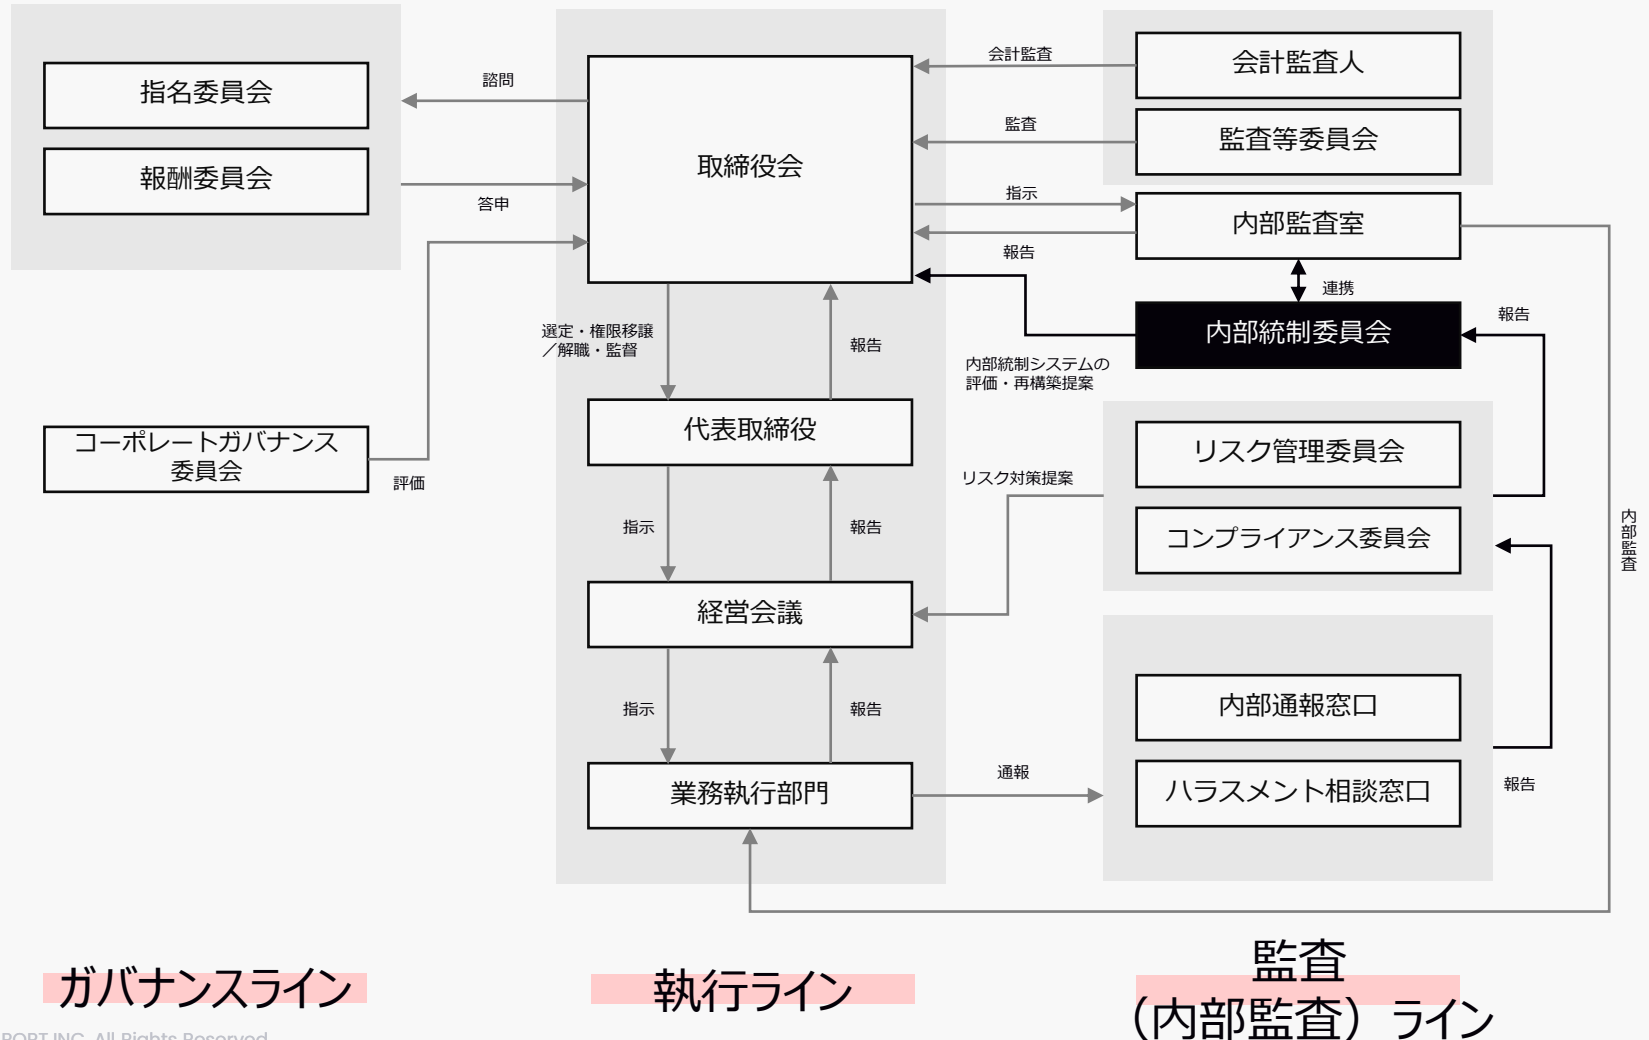 指名委員会
報酬委員会
諮問
答申
コーポレートガバナンス
委員会
評価
取締役会
選定・権限移譲
／解職・監督
報告
代表取締役
指示
報告
経営会議
指示
報告
業務執行部門
会計監査
監査
指示
報告
内部統制システムの
評価・再構築提案
リスク対策提案
通報
会計監査人
監査等委員会
内部監査室
連携
内部統制委員会
報告
リスク管理委員会
コンプライアンス委員会
内部通報窓口
ハラスメント相談窓口
報告
内部監査
ガバナンスライン
執行ライン
監査
（内部監査）ライン
PORT INC. All Rights Reserved